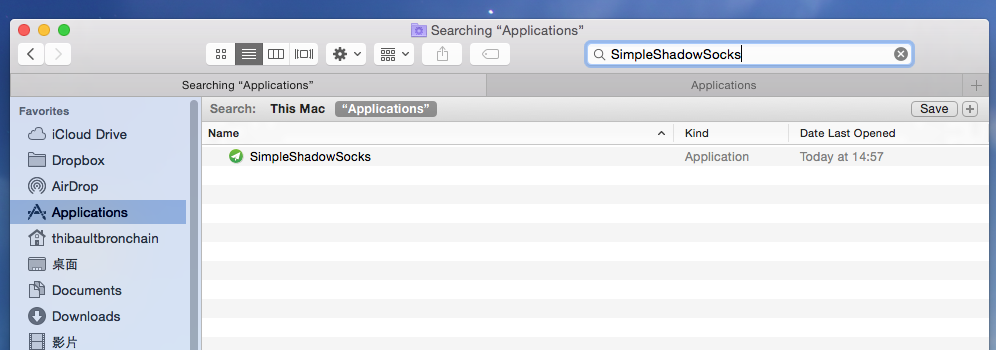 Searching “Applications”
SimpleShadowSocks
Searching “Applications”
Applications
Favorites
iCloud Drive
Dropbox
AirDrop
Applications
thibaultbronchain
桌面
Documents
Downloads
影片
Search: This Mac “Applications” Save
Name Kind Date Last Opened
SimpleShadowSocks Application Today at 14:57